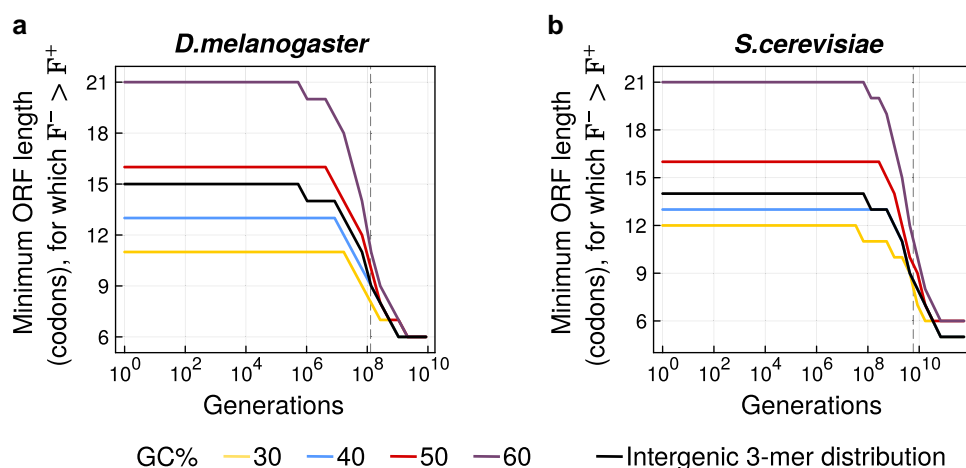 a
D.melanogaster
Minimum ORF length
(codons), for which F⁻ > F⁺
21
18
15
12
9
6
10⁰ 10² 10⁴ 10⁶ 10⁸ 10¹⁰
Generations
b
S.cerevisiae
Minimum ORF length
(codons), for which F⁻ > F⁺
21
18
15
12
9
6
10⁰ 10² 10⁴ 10⁶ 10⁸ 10¹⁰
Generations
GC% 30 40 50 60 Intergenic 3-mer distribution